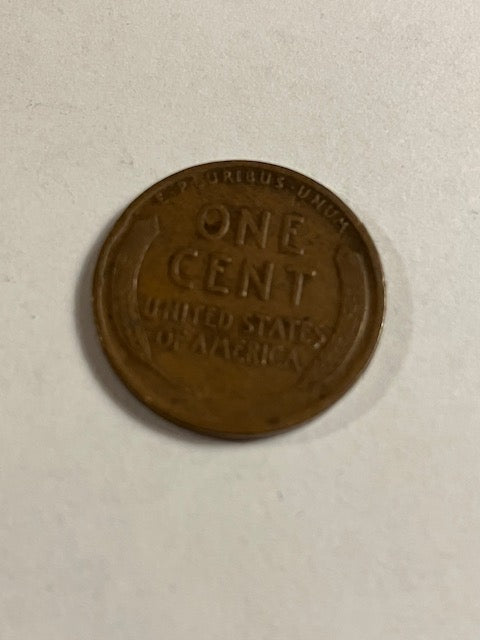 E·PLURIBUS·UNUM
ONE
CENT
UNITED STATES
OF AMERICA